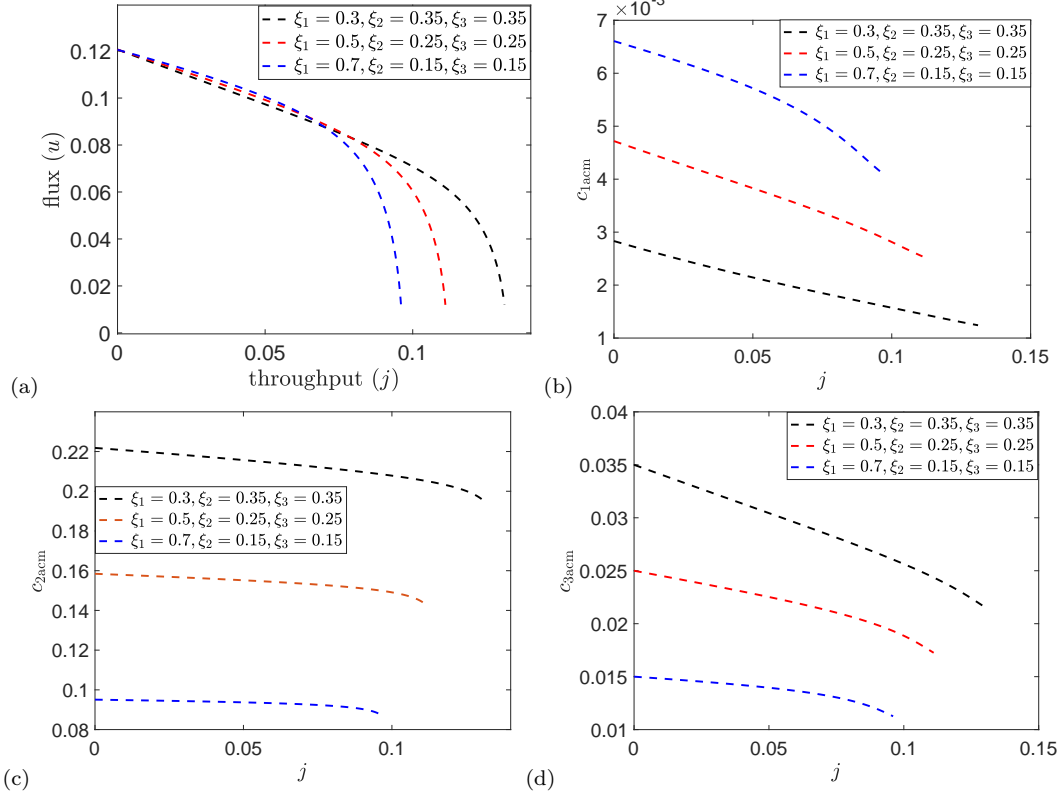 ξ₁ = 0.3, ξ₂ = 0.35, ξ₃ = 0.35
ξ₁ = 0.5, ξ₂ = 0.25, ξ₃ = 0.25
ξ₁ = 0.7, ξ₂ = 0.15, ξ₃ = 0.15
0.12
0.1
0.08
0.06
0.04
0.02
0
flux (u)
0 0.05 0.1
throughput (j)
(a)
7 ×10⁻³
6
5
4
3
2
1
c₁acm
ξ₁ = 0.3, ξ₂ = 0.35, ξ₃ = 0.35
ξ₁ = 0.5, ξ₂ = 0.25, ξ₃ = 0.25
ξ₁ = 0.7, ξ₂ = 0.15, ξ₃ = 0.15
0 0.05 0.1 0.15
j
(b)
0.22
0.2
0.16
0.14
0.1
0.08
c₂acm
ξ₁ = 0.3, ξ₂ = 0.35, ξ₃ = 0.35
ξ₁ = 0.5, ξ₂ = 0.25, ξ₃ = 0.25
ξ₁ = 0.7, ξ₂ = 0.15, ξ₃ = 0.15
0 0.05 0.1
j
(c)
0.04
0.035
0.03
0.025
0.02
0.015
0.01
c₃acm
ξ₁ = 0.3, ξ₂ = 0.35, ξ₃ = 0.35
ξ₁ = 0.5, ξ₂ = 0.25, ξ₃ = 0.25
ξ₁ = 0.7, ξ₂ = 0.15, ξ₃ = 0.15
0 0.05 0.1 0.15
j
(d)